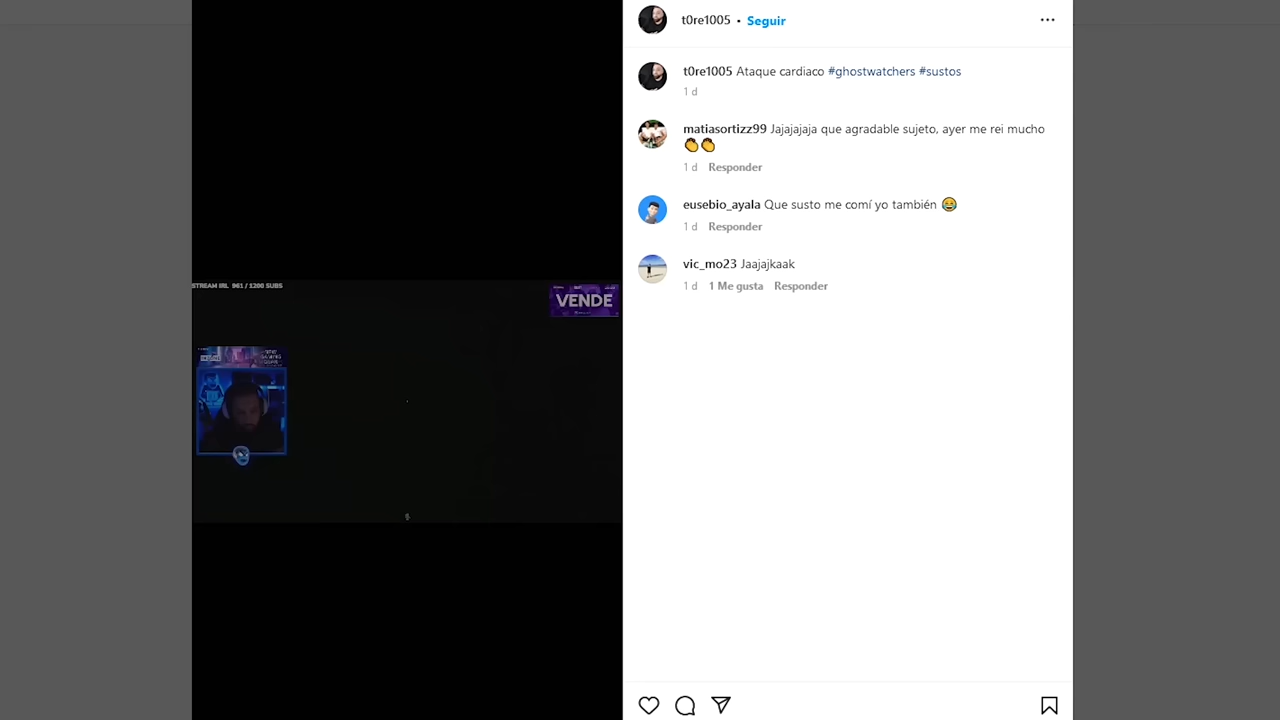 t0re1005 • Seguir
t0re1005 Ataque cardiaco #ghostwatchers #sustos
1 d
matiasortizz99 Jajajajaja que agradable sujeto, ayer me rei mucho
👏👏
1 d Responder
eusebio_ayala Que susto me comí yo también 😂
1 d Responder
vic_mo23 Jaajajkaak
1 d 1 Me gusta Responder
STREAM IRL 961 / 1200 SUBS
VENDE